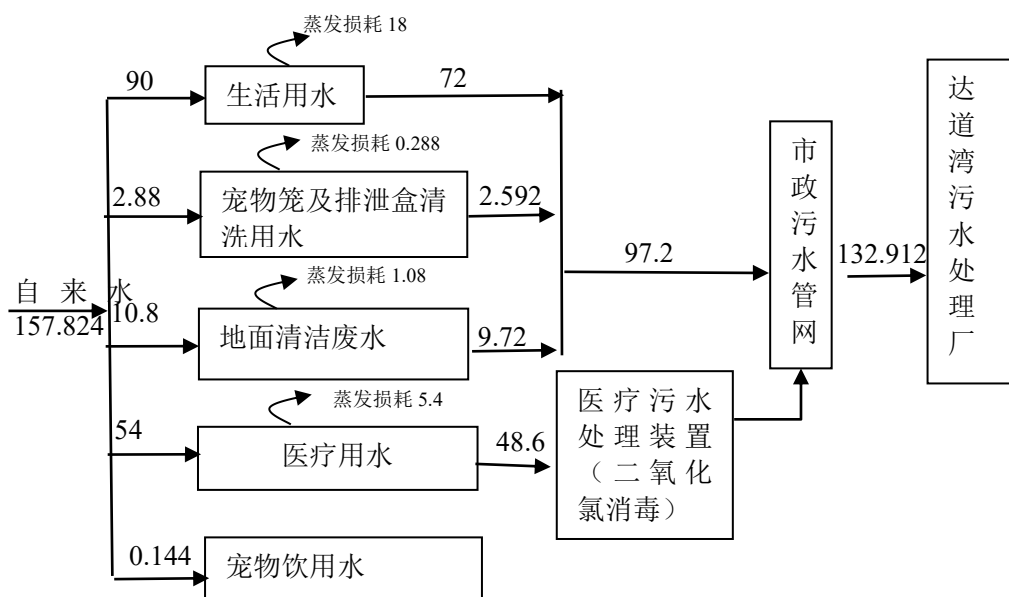 蒸发损耗 18
90
生活用水
72
蒸发损耗 0.288
2.88
宠物笼及排泄盒清
洗用水
2.592
蒸发损耗 1.08
自来水
157.824
10.8
地面清洁废水
9.72
97.2
蒸发损耗 5.4
54
医疗用水
48.6
医疗污水
处理装置
（二氧化
氯消毒）
0.144
宠物饮用水
市政污水管网
132.912
达道湾污水处理厂